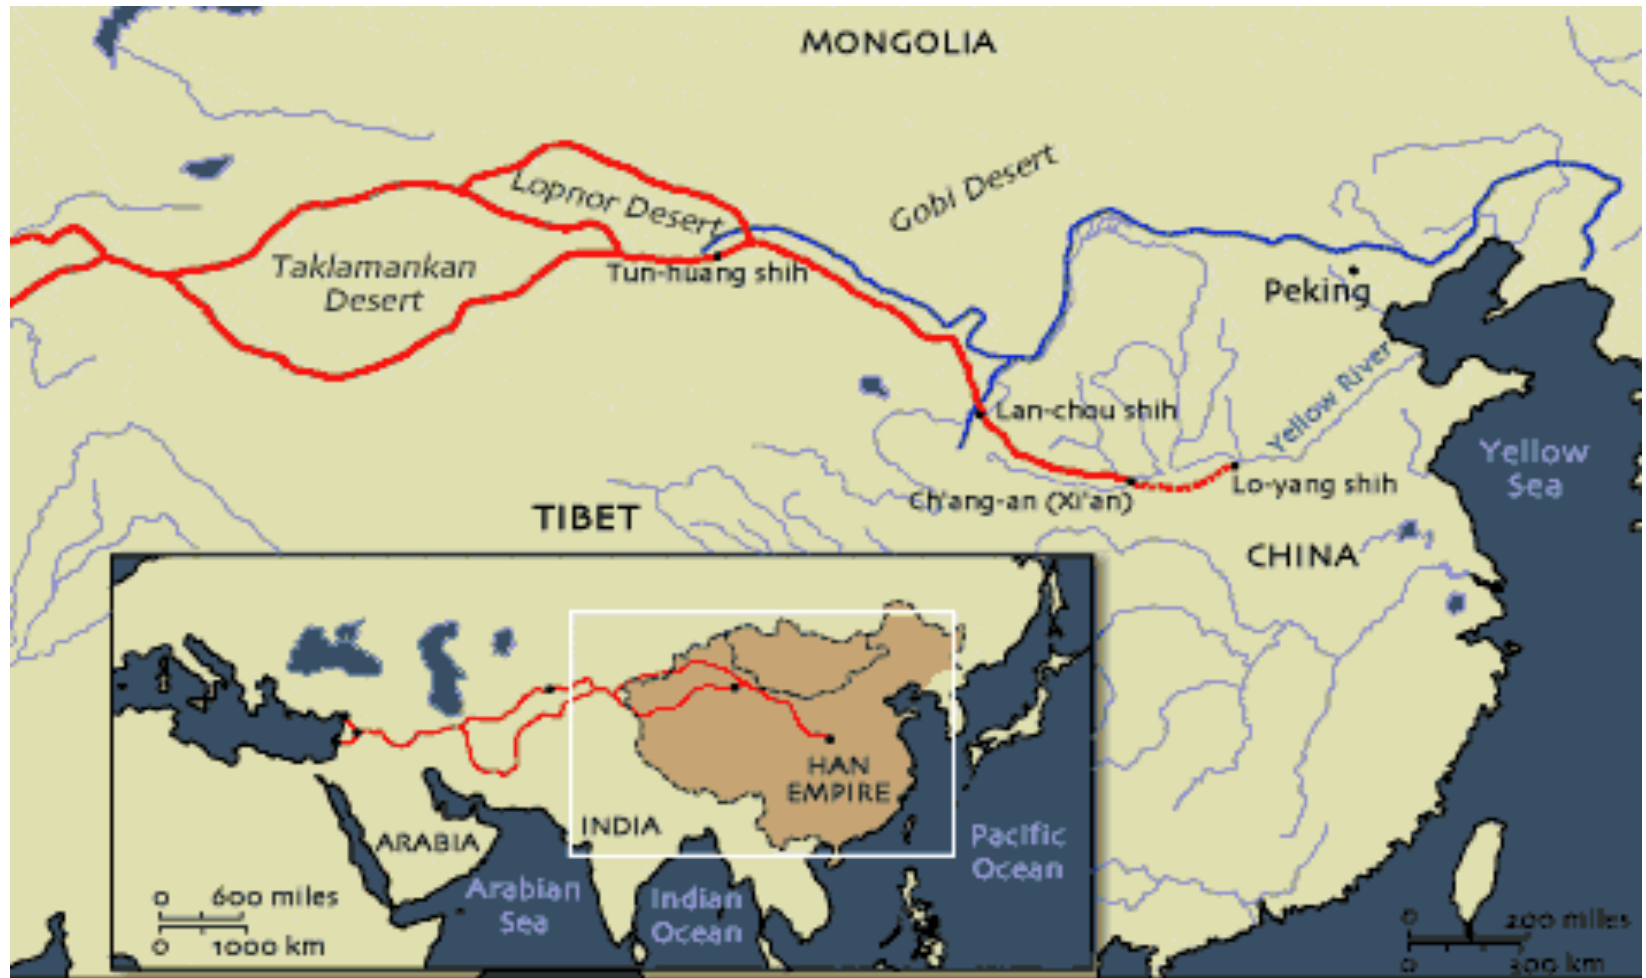 MONGOLIA
Gobi Desert
Lopnor Desert
Taklamankan
Desert
Tun-huang shih
Peking
Yellow River
Lan-chou shih
Yellow
Sea
Ch'ang-an (Xi'an)
Lo-yang shih
TIBET
CHINA
HAN
EMPIRE
INDIA
ARABIA
Pacific
Ocean
Arabian
Sea
Indian
Ocean
0 600 miles
0 1000 km
0 200 miles
0 300 km